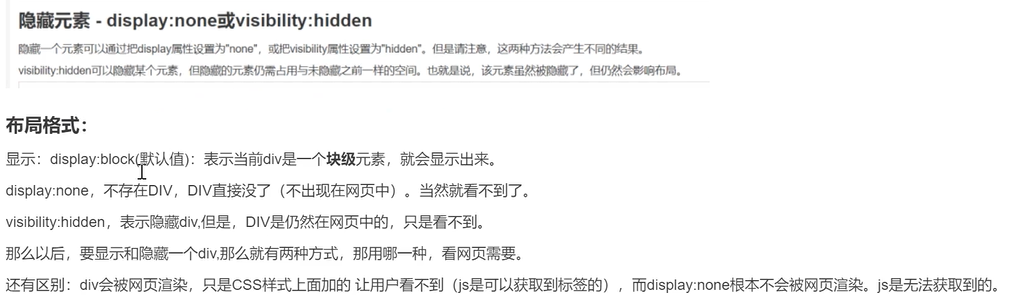 隐藏元素 - display:none或visibility:hidden
隐藏一个元素可以通过把display属性设置为"none"，或把visibility属性设置为"hidden"。但是请注意，这两种方法会产生不同的结果。
visibility:hidden可以隐藏某个元素，但隐藏的元素仍需占用与未隐藏之前一样的空间。也就是说，该元素虽然被隐藏了，但仍然会影响布局。
布局格式：
显示：display:block(默认值)：表示当前div是一个块级元素，就会显示出来。
display:none，不存在DIV，DIV直接没了（不出现在网页中）。当然就看不到了。
visibility:hidden，表示隐藏div,但是，DIV是仍然在网页中的，只是看不到。
那么以后，要显示和隐藏一个div,那么就有两种方式，那用哪一种，看网页需要。
还有区别：div会被网页渲染，只是CSS样式上面加的 让用户看不到（js是可以获取到标签的），而display:none根本不会被网页渲染。js是无法获取到的。